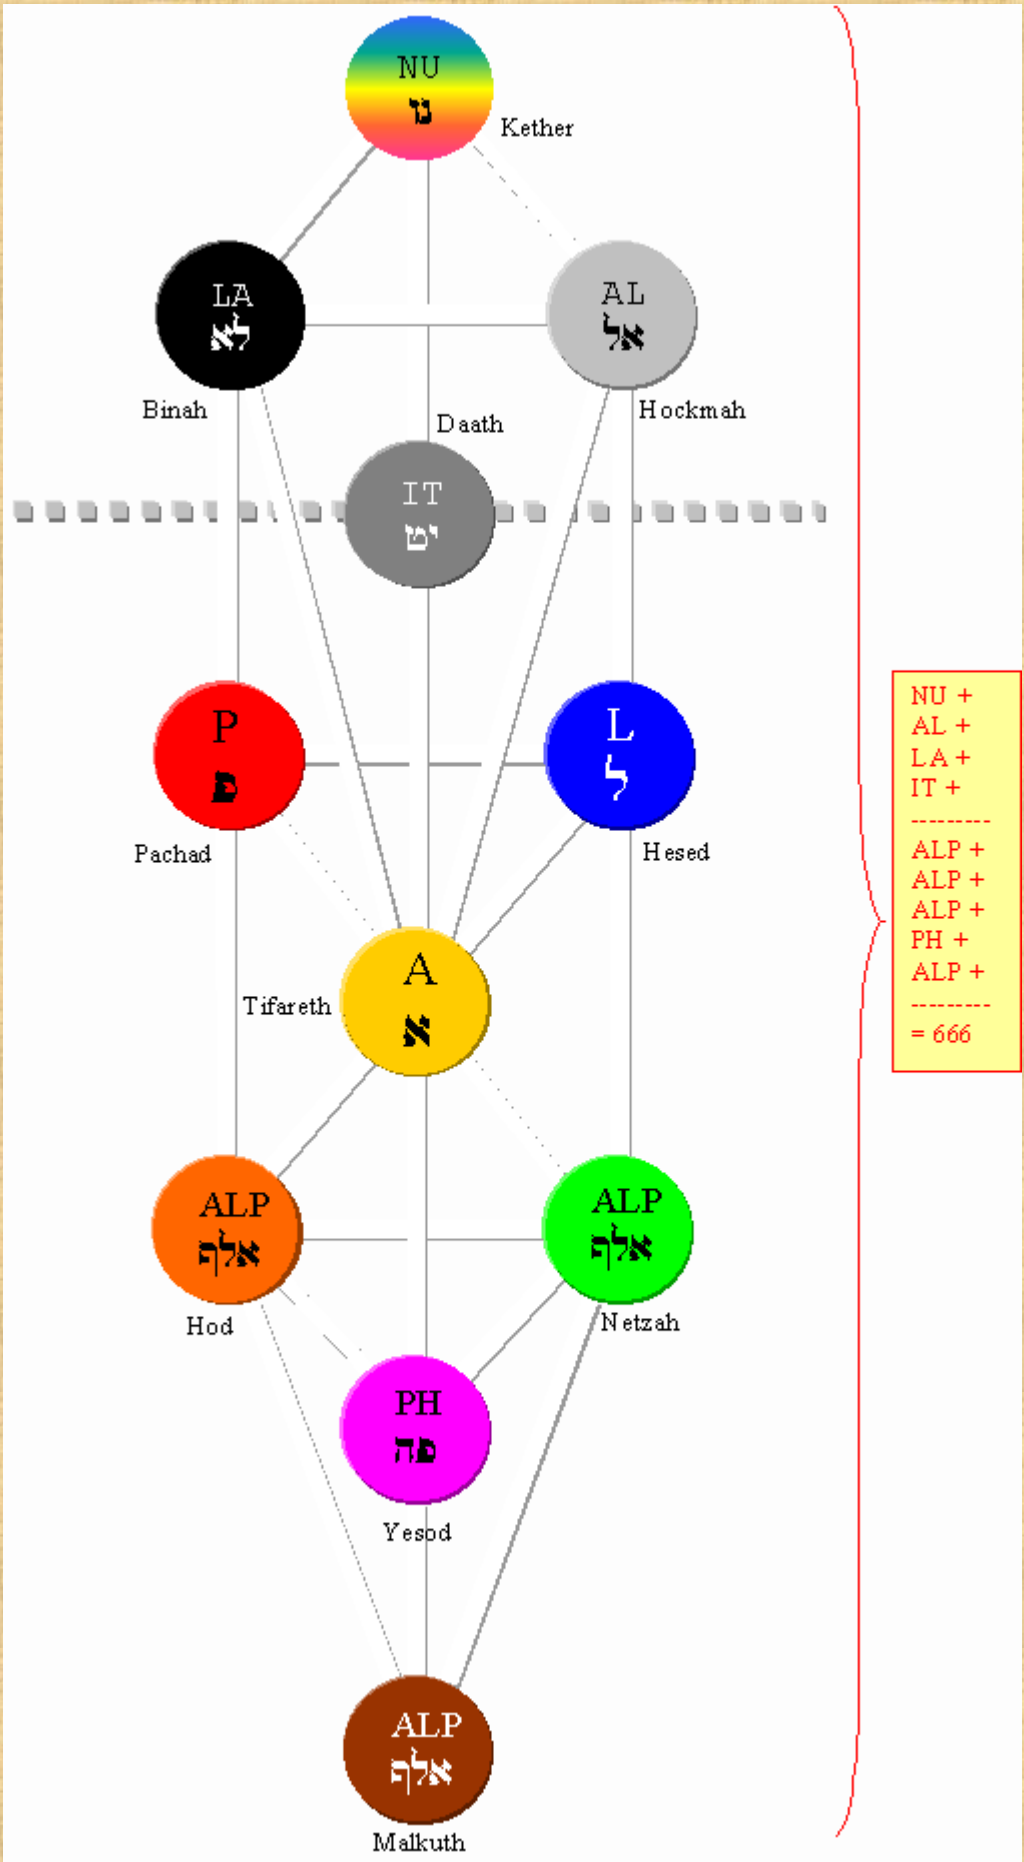 NU
נו
Kether
LA
לא
AL
אל
Binah
Hockmah
Daath
IT
יט
P
פ
L
ל
Pachad
Hesed
A
א
Tifareth
ALP
אלף
ALP
אלף
Hod
Netzah
PH
פה
Yesod
ALP
אלף
Malkuth
NU +
AL +
LA +
IT +
---------
ALP +
ALP +
ALP +
PH +
ALP +
---------
= 666